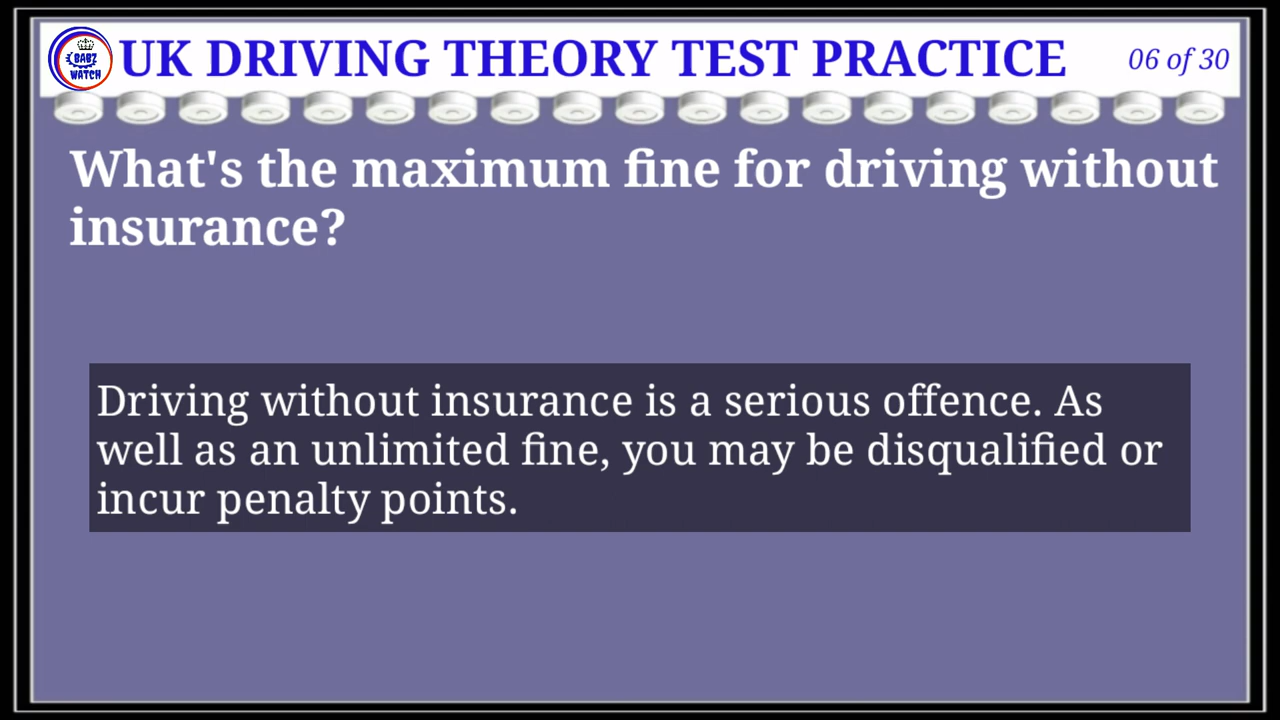 BABZ
WATCH
UK DRIVING THEORY TEST PRACTICE
06 of 30
What's the maximum fine for driving without
insurance?
Driving without insurance is a serious offence. As
well as an unlimited fine, you may be disqualified or
incur penalty points.